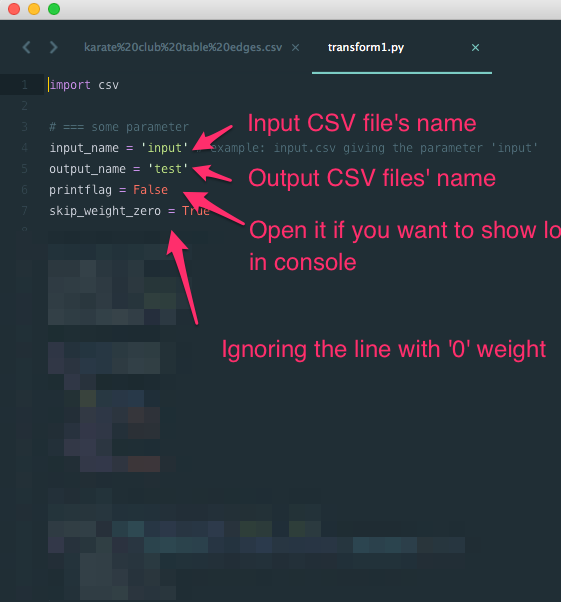 karate%20club%20table%20edges.csv × transform1.py ×
1 import csv
2
3 # === some parameter
4 input_name = 'input' example: input.csv giving the parameter 'input'
5 output_name = 'test'
6 printflag = False
7 skip_weight_zero = True
Input CSV file's name
Output CSV files' name
Open it if you want to show lo
in console
Ignoring the line with '0' weight